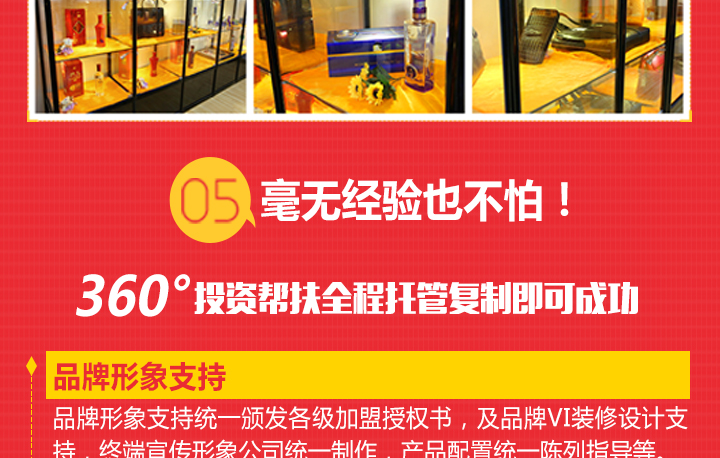 05 毫无经验也不怕！
360°投资帮扶全程托管复制即可成功
品牌形象支持
品牌形象支持统一颁发各级加盟授权书，及品牌VI装修设计支
持，终端宣传形象公司统一制作，产品配置统一陈列指导等。